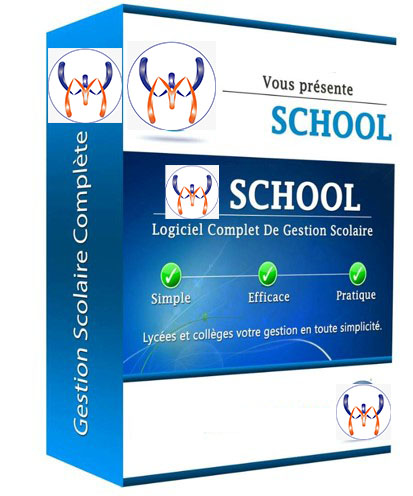 Gestion Scolaire Complète
Vous présente
SCHOOL
SCHOOL
Logiciel Complet De Gestion Scolaire
Simple Efficace Pratique
Lycées et collèges votre gestion en toute simplicité.